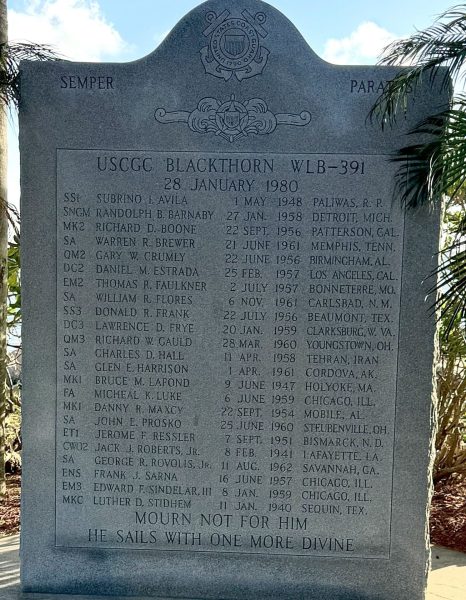 SEMPER PARATUS
USCGC BLACKTHORN WLB-391
28 JANUARY 1980
SS1 SUBRINO I. AVILA 1 MAY 1948 PALIWAS, R. P.
SNGM RANDOLPH B. BARNABY 27 JAN. 1958 DETROIT, MICH.
MK2 RICHARD D. BOONE 22 SEPT. 1956 PATTERSON, CAL.
SA WARREN R. BREWER 21 JUNE 1961 MEMPHIS, TENN.
QM2 GARY W. CRUMLY 22 JUNE 1956 BIRMINGHAM, AL.
DC2 DANIEL M. ESTRADA 25 FEB. 1957 LOS ANGELES, CAL.
EM2 THOMAS R. FAULKNER 2 JULY 1957 BONNETERRE, MO.
SA WILLIAM R. FLORES 6 NOV. 1961 CARLSBAD, N. M.
SS3 DONALD R. FRANK 22 JULY 1956 BEAUMONT, TEX.
DC3 LAWRENCE D. FRYE 20 JAN. 1959 CLARKSBURG, W. VA.
QM3 RICHARD W. GAULD 28 MAR. 1960 YOUNGSTOWN, OH.
SA CHARLES D. HALL 11 APR. 1958 TEHRAN, IRAN
SA GLEN E. HARRISON 1 APR. 1961 CORDOVA, AK.
MK1 BRUCE M. LAFOND 9 JUNE 1947 HOLYOKE, MA.
FA MICHEAL K. LUKE 6 JUNE 1959 CHICAGO, ILL.
MK1 DANNY R. MAXCY 22 SEPT. 1954 MOBILE, AL.
SA JOHN E. PROSKO 25 JUNE 1960 STEUBENVILLE, OH.
ET1 JEROME F. RESSLER 7 SEPT. 1951 BISMARCK, N. D.
CWO2 JACK J. ROBERTS, JR. 8 FEB. 1941 LAFAYETTE, LA.
SA GEORGE R. ROVOLIS, JR. 11 AUG. 1962 SAVANNAH, GA.
ENS FRANK J. SARNA 16 JUNE 1957 CHICAGO, ILL.
EM3 EDWARD F. SINDELAR, III 8 JAN. 1959 CHICAGO, ILL.
MKC LUTHER D. STIDHEM 11 JAN. 1940 SEQUIN, TEX.
MOURN NOT FOR HIM
HE SAILS WITH ONE MORE DIVINE